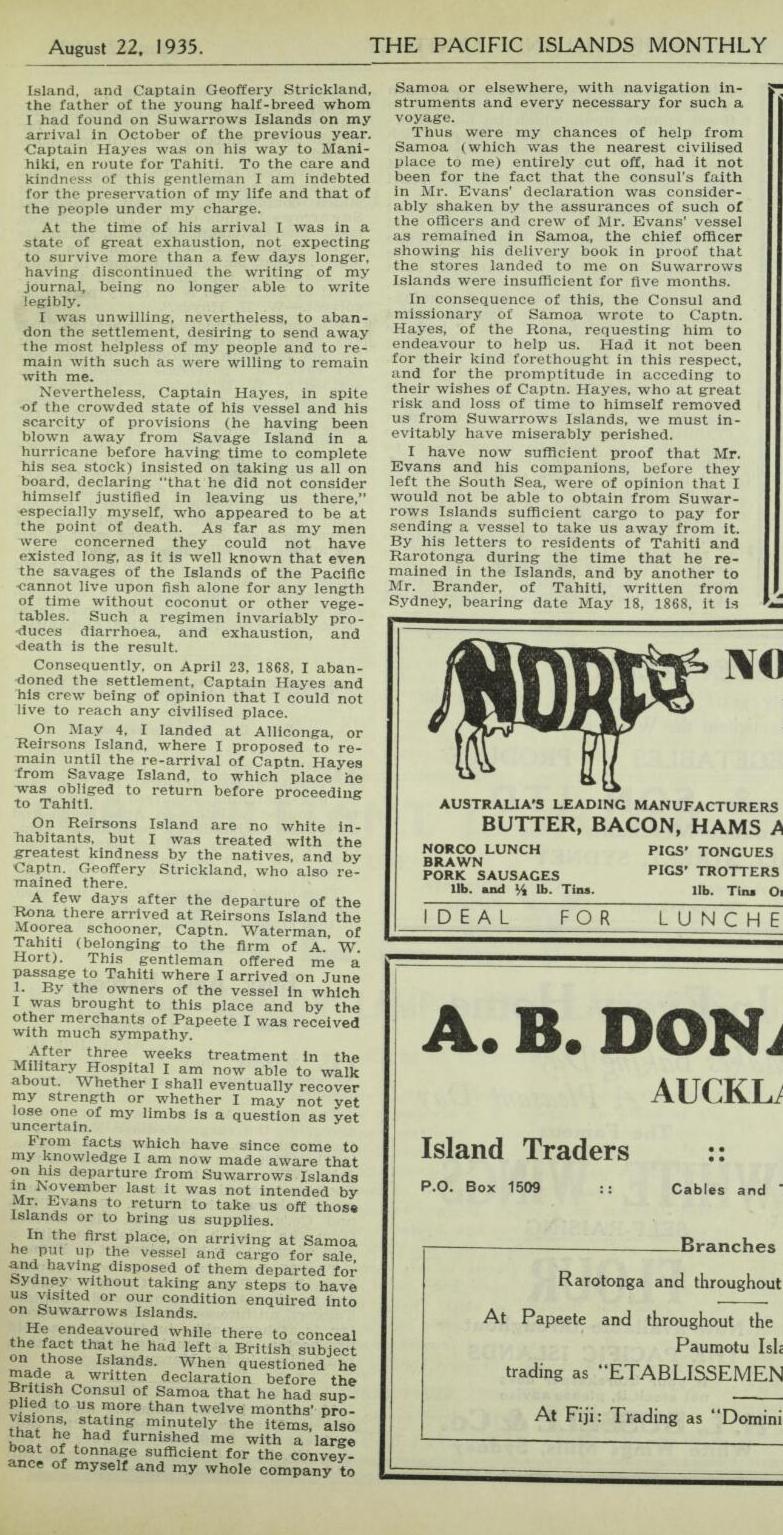 August 22, 1935.
THE PACIFIC ISLANDS MONTHLY
Island, and Captain Geoffery Strickland,
the father of the young half-breed whom
I had found on Suwarrows Islands on my
arrival in October of the previous year.
Captain Hayes was on his way to Mani-
hiki, en route for Tahiti. To the care and
kindness of this gentleman I am indebted
for the preservation of my life and that of
the people under my charge.
At the time of his arrival I was in a
state of great exhaustion, not expecting
to survive more than a few days longer,
having discontinued the writing of my
journal, being no longer able to write
legibly.
I was unwilling, nevertheless, to aban-
don the settlement, desiring to send away
the most helpless of my people and to re-
main with such as were willing to remain
with me.
Nevertheless, Captain Hayes, in spite
of the crowded state of his vessel and his
scarcity of provisions (he having been
blown away from Savage Island in a
hurricane before having time to complete
his sea stock) insisted on taking us all on
board, declaring "that he did not consider
himself justified in leaving us there,"
especially myself, who appeared to be at
the point of death. As far as my men
were concerned they could not have
existed long, as it is well known that even
the savages of the Islands of the Pacific
cannot live upon fish alone for any length
of time without coconut or other vege-
tables. Such a regimen invariably pro-
duces diarrhoea, and exhaustion, and
death is the result.
Consequently, on April 23, 1868, I aban-
doned the settlement, Captain Hayes and
his crew being of opinion that I could not
live to reach any civilised place.
On May 4, I landed at Alliconga, or
Reirsons Island, where I proposed to re-
main until the re-arrival of Captn. Hayes
from Savage Island, to which place he
was obliged to return before proceeding
to Tahiti.
On Reirsons Island are no white in-
habitants, but I was treated with the
greatest kindness by the natives, and by
Captn. Geoffery Strickland, who also re-
mained there.
A few days after the departure of the
Rona there arrived at Reirsons Island the
Moorea schooner, Captn. Waterman, of
Tahiti (belonging to the firm of A. W.
Hort). This gentleman offered me a
passage to Tahiti where I arrived on June
1. By the owners of the vessel in which
I was brought to this place and by the
other merchants of Papeete I was received
with much sympathy.
After three weeks treatment in the
Military Hospital I am now able to walk
about. Whether I shall eventually recover
my strength or whether I may not yet
lose one of my limbs is a question as yet
uncertain.
From facts which have since come to
my knowledge I am now made aware that
on his departure from Suwarrows Islands
in November last it was not intended by
Mr. Evans to return to take us off those
Islands or to bring us supplies.
In the first place, on arriving at Samoa
he put up the vessel and cargo for sale,
and having disposed of them departed for
Sydney without taking any steps to have
us visited or our condition enquired into
on Suwarrows Islands.
He endeavoured while there to conceal
the fact that he had left a British subject
on those Islands. When questioned he
made a written declaration before the
British Consul of Samoa that he had sup-
plied to us more than twelve months' pro-
visions, stating minutely the items, also
that he had furnished me with a large
boat of tonnage sufficient for the convey-
ance of myself and my whole company to
Samoa or elsewhere, with navigation in-
struments and every necessary for such a
voyage.
Thus were my chances of help from
Samoa (which was the nearest civilised
place to me) entirely cut off, had it not
been for the fact that the consul's faith
in Mr. Evans' declaration was consider-
ably shaken by the assurances of such of
the officers and crew of Mr. Evans' vessel
as remained in Samoa, the chief officer
showing his delivery book in proof that
the stores landed to me on Suwarrows
Islands were insufficient for five months.
In consequence of this, the Consul and
missionary of Samoa wrote to Captn.
Hayes, of the Rona, requesting him to
endeavour to help us. Had it not been
for their kind forethought in this respect,
and for the promptitude in acceding to
their wishes of Captn. Hayes, who at great
risk and loss of time to himself removed
us from Suwarrows Islands, we must in-
evitably have miserably perished.
I have now sufficient proof that Mr.
Evans and his companions, before they
left the South Sea, were of opinion that I
would not be able to obtain from Suwar-
rows Islands sufficient cargo to pay for
sending a vessel to take us away from it.
By his letters to residents of Tahiti and
Rarotonga during the time that he re-
mained in the Islands, and by another to
Mr. Brander, of Tahiti, written from
Sydney, bearing date May 18, 1868, it is
NORCO NO
AUSTRALIA'S LEADING MANUFACTURERS
BUTTER, BACON, HAMS A
NORCO LUNCH
BRAWN
PORK SAUSAGES
1lb. and ½ lb. Tins.
PIGS' TONGUES
PIGS' TROTTERS
1lb. Tins On
IDEAL FOR LUNCHE
A. B. DONA
AUCKLA
Island Traders ::
P.O. Box 1509 :: Cables and T
Branches
Rarotonga and throughout
At Papeete and throughout the
Paumotu Isla
trading as "ETABLISSEMEN
At Fiji: Trading as "Domini